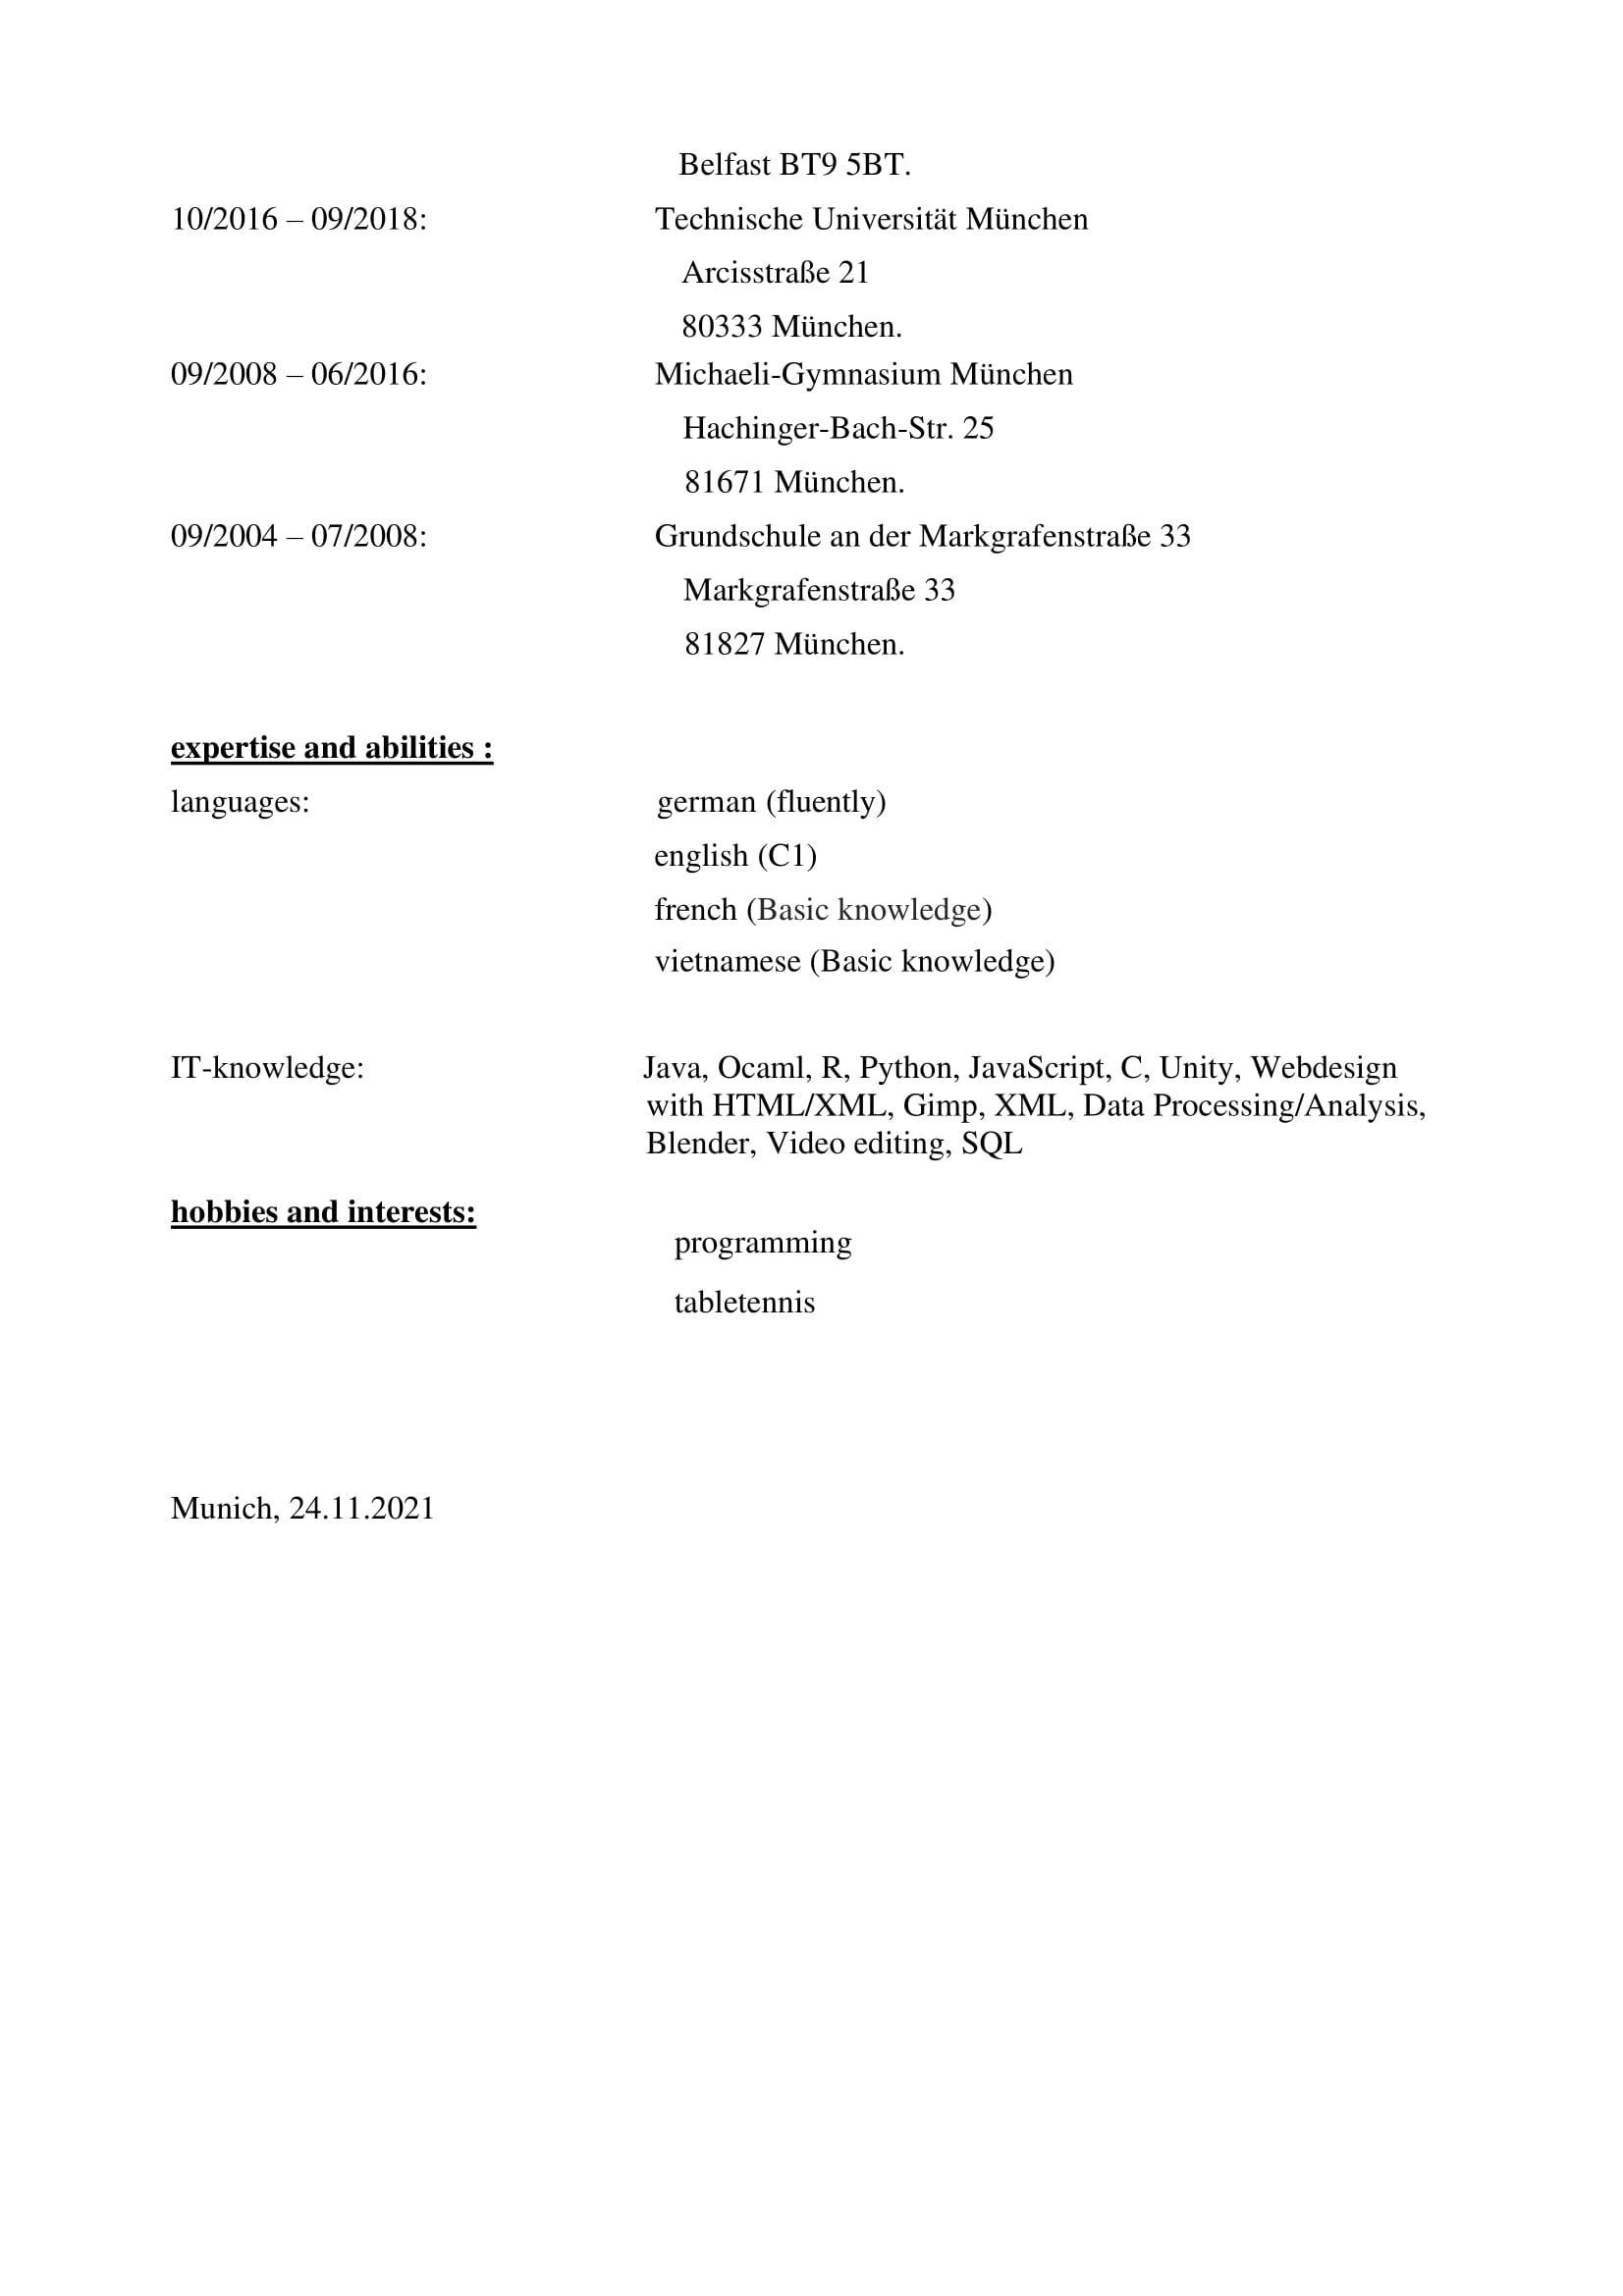 Belfast BT9 5BT.
10/2016 – 09/2018: Technische Universität München
Arcisstraße 21
80333 München.
09/2008 – 06/2016: Michaeli-Gymnasium München
Hachinger-Bach-Str. 25
81671 München.
09/2004 – 07/2008: Grundschule an der Markgrafenstraße 33
Markgrafenstraße 33
81827 München.
expertise and abilities :
languages: german (fluently)
english (C1)
french (Basic knowledge)
vietnamese (Basic knowledge)
IT-knowledge: Java, Ocaml, R, Python, JavaScript, C, Unity, Webdesign
with HTML/XML, Gimp, XML, Data Processing/Analysis,
Blender, Video editing, SQL
hobbies and interests:
programming
tabletennis
Munich, 24.11.2021